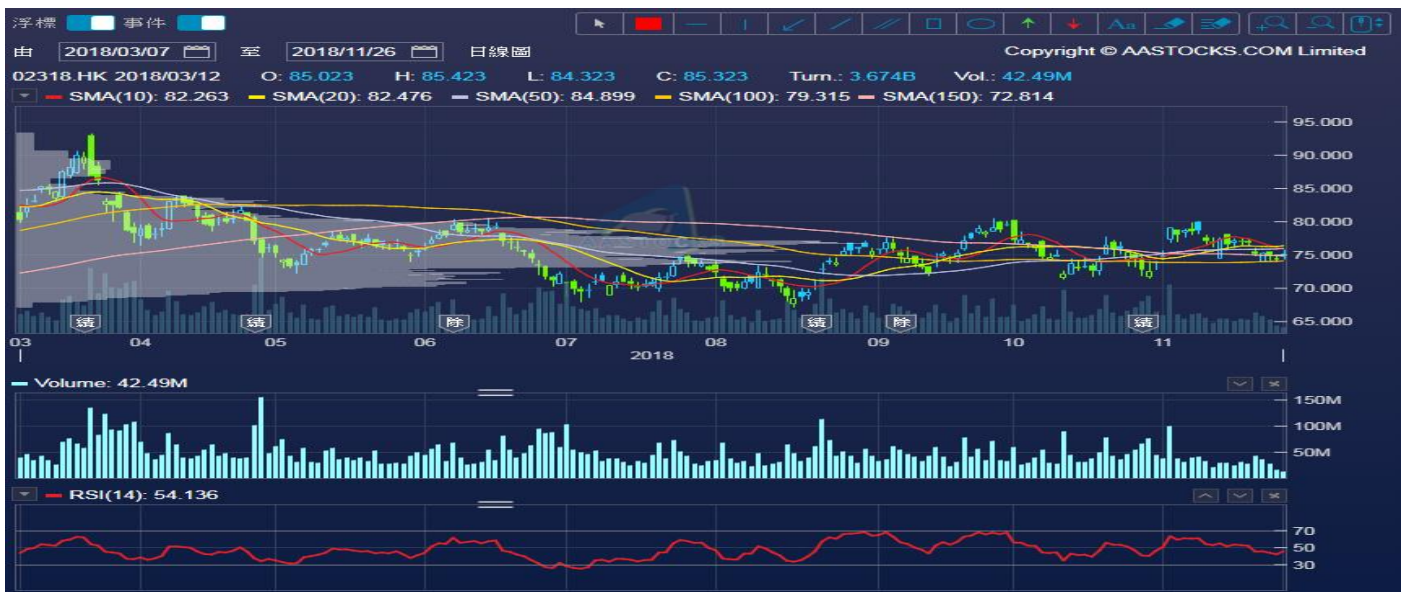 浮標 事件
Aa
由 2018/03/07 至 2018/11/26 日線圖 Copyright © AASTOCKS.COM Limited
02318.HK 2018/03/12 O: 85.023 H: 85.423 L: 84.323 C: 85.323 Turn.: 3.674B Vol.: 42.49M
SMA(10): 82.263 SMA(20): 82.476 SMA(50): 84.899 SMA(100): 79.315 SMA(150): 72.814
95.000
90.000
85.000
80.000
75.000
70.000
65.000
績 績 除 績 除 績
03 04 05 06 07 08 09 10 11
2018
Volume: 42.49M
150M
100M
50M
RSI(14): 54.136
70
50
30